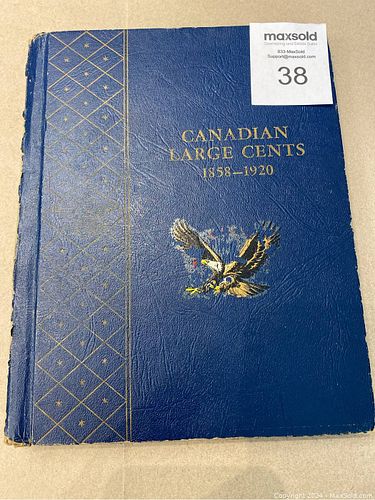 maxsold
Downsizing and Estate Sales
833-MaxSold
Support@maxsold.com
38
CANADIAN
LARGE CENTS
1858–1920
© Copyright 2024 - MaxSold.com